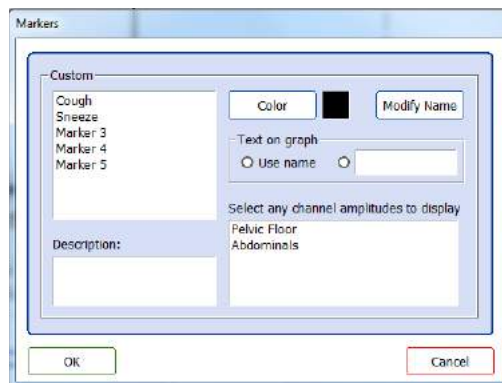 Markers
Custom
Cough
Sneeze
Marker 3
Marker 4
Marker 5
Color
Modify Name
Text on graph
Use name
Select any channel amplitudes to display
Pelvic Floor
Abdominals
Description:
OK
Cancel